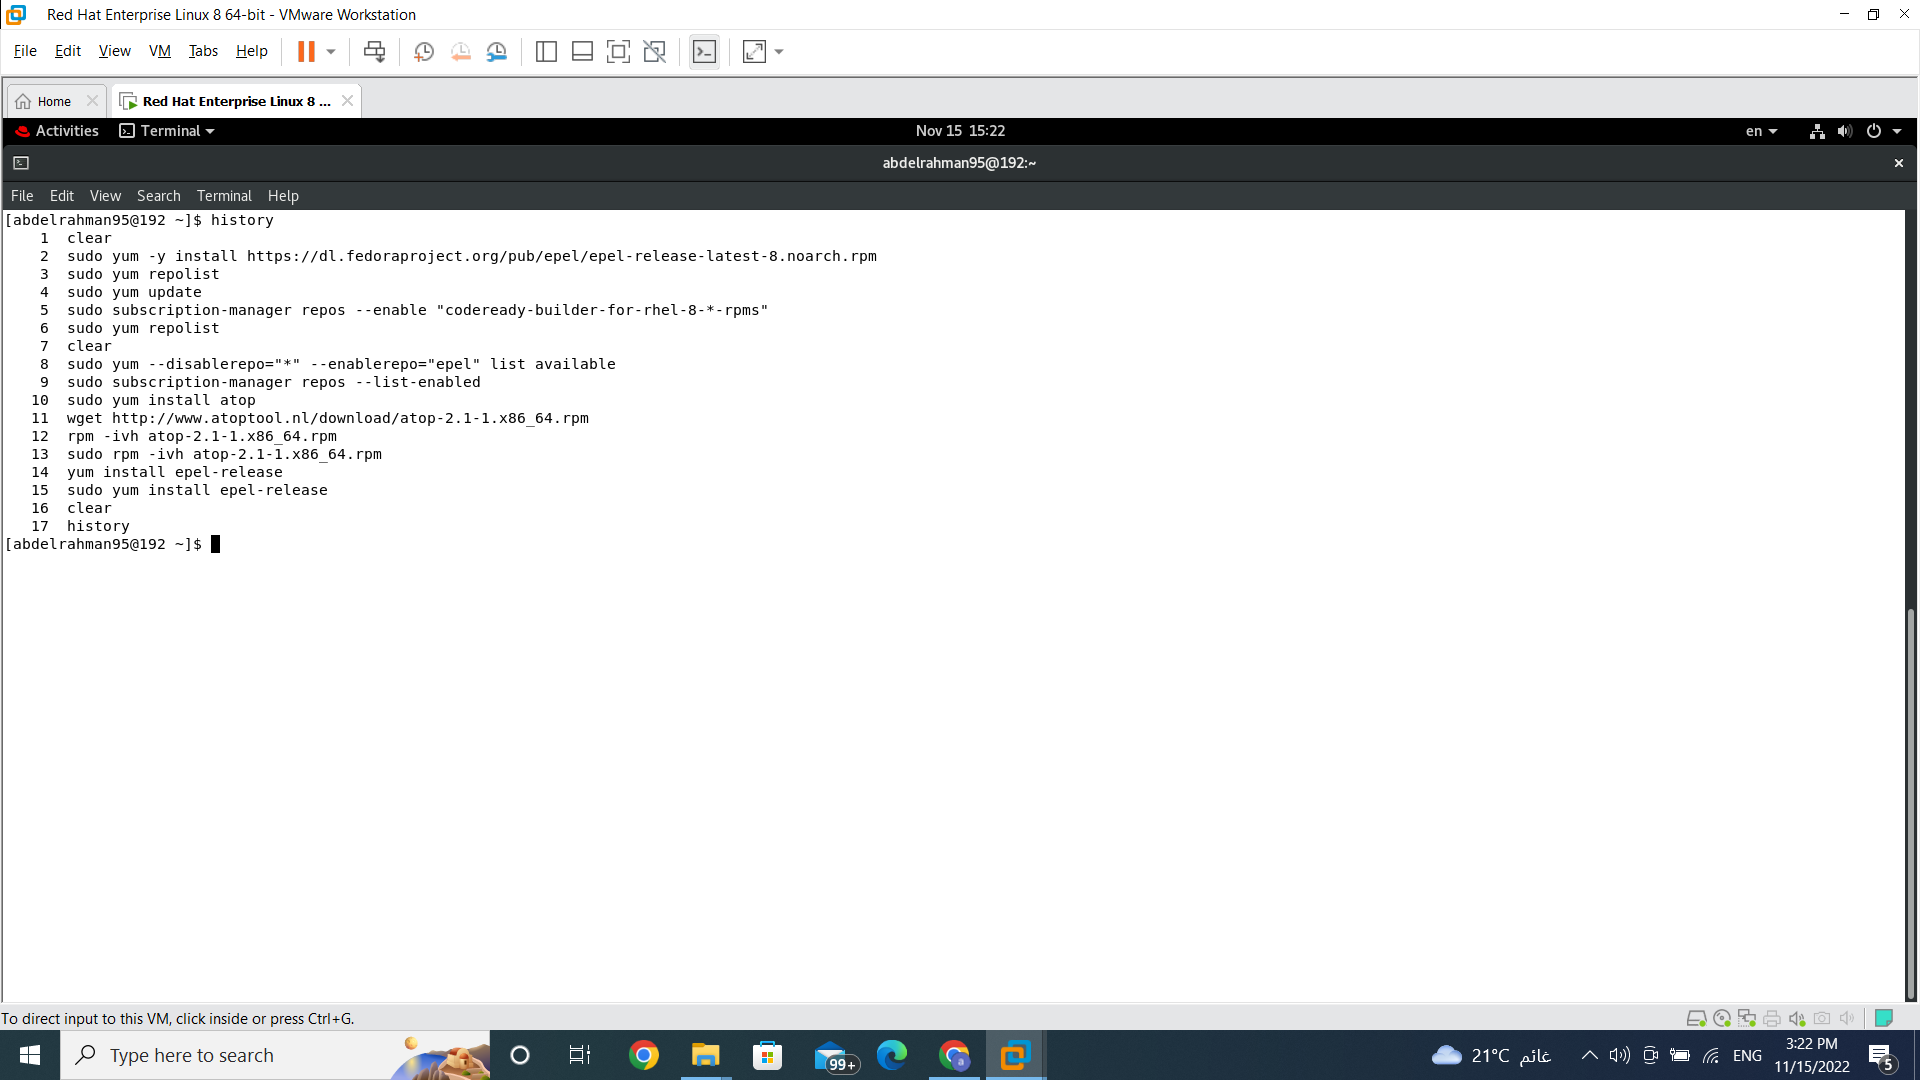 Red Hat Enterprise Linux 8 64-bit - VMware Workstation
File Edit View VM Tabs Help
Home Red Hat Enterprise Linux 8 ...
Activities Terminal Nov 15 15:22 en
abdelrahman95@192:~
File Edit View Search Terminal Help
[abdelrahman95@192 ~]$ history
1 clear
2 sudo yum -y install https://dl.fedoraproject.org/pub/epel/epel-release-latest-8.noarch.rpm
3 sudo yum repolist
4 sudo yum update
5 sudo subscription-manager repos --enable "codeready-builder-for-rhel-8-*-rpms"
6 sudo yum repolist
7 clear
8 sudo yum --disablerepo="*" --enablerepo="epel" list available
9 sudo subscription-manager repos --list-enabled
10 sudo yum install atop
11 wget http://www.atoptool.nl/download/atop-2.1-1.x86_64.rpm
12 rpm -ivh atop-2.1-1.x86_64.rpm
13 sudo rpm -ivh atop-2.1-1.x86_64.rpm
14 yum install epel-release
15 sudo yum install epel-release
16 clear
17 history
[abdelrahman95@192 ~]$
To direct input to this VM, click inside or press Ctrl+G.
Type here to search 99+ a 21°C غائم ENG 3:22 PM
11/15/2022 5